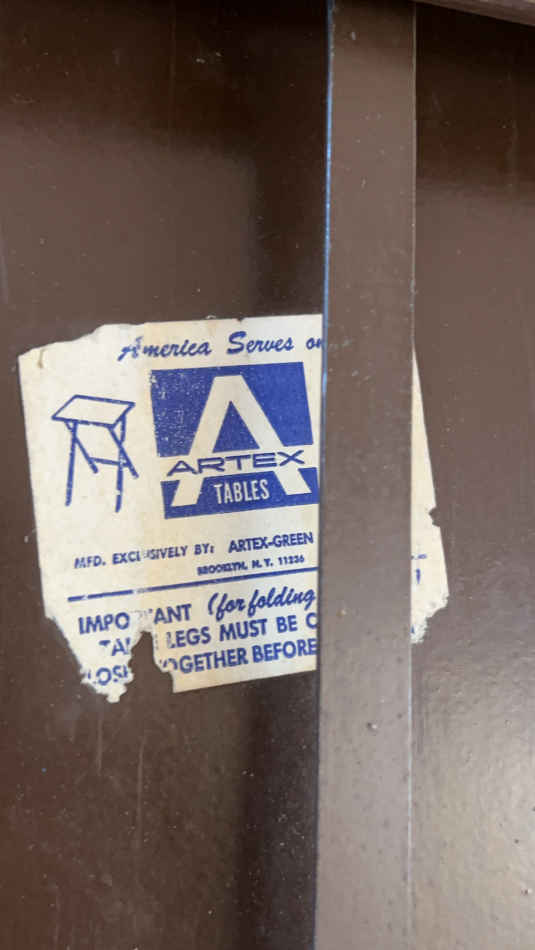 America Serves on
ARTEX
TABLES
MFD. EXCLUSIVELY BY: ARTEX-GREEN
BROOKLYN, N.Y. 11236
IMPORTANT (for folding
LEGS MUST BE
TOGETHER BEFORE